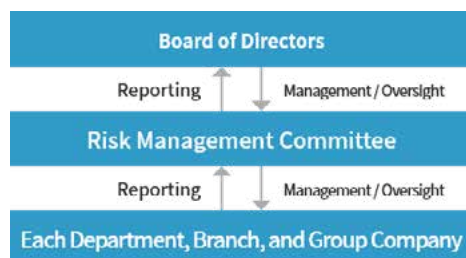 Board of Directors
Reporting Management / Oversight
Risk Management Committee
Reporting Management / Oversight
Each Department, Branch, and Group Company